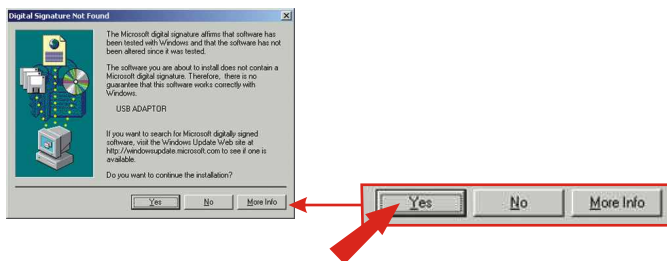 Digital Signature Not Found
The Microsoft digital signature affirms that software has
been tested with Windows and that the software has not
been altered since it was tested.
The software you are about to install does not contain a
Microsoft digital signature. Therefore, there is no
guarantee that this software works correctly with
Windows.
USB ADAPTOR
If you want to search for Microsoft digitally signed
software, visit the Windows Update Web site at
http://windowsupdate.microsoft.com to see if one is
available.
Do you want to continue the installation?
Yes No More Info
Yes No More Info